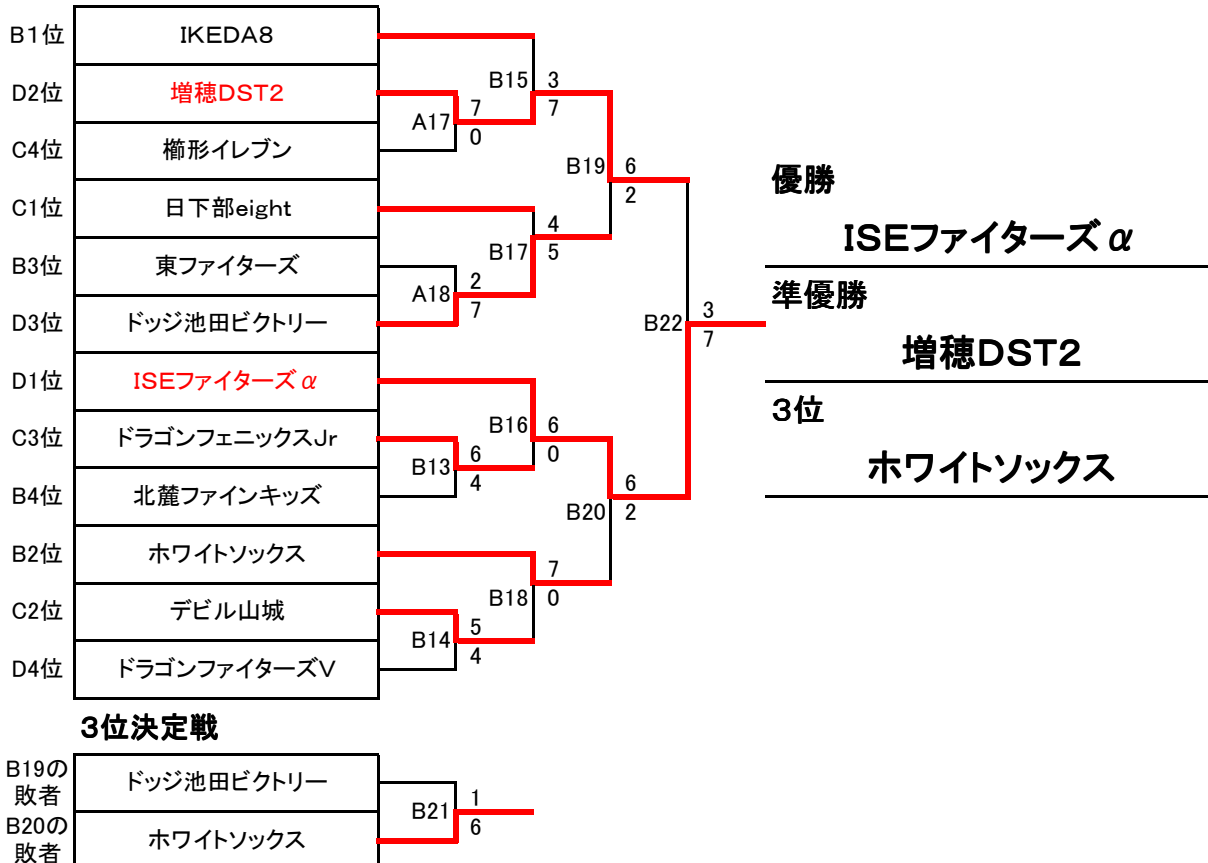 B1位 IKEDA8
B15 3
D2位 増穂DST2
7 7
A17 0
C4位 櫛形イレブン
B19 6
2
優勝
C1位 日下部eight
4
ISEファイターズα
B17 5
B3位 東ファイターズ
2
A18 7
準優勝
D3位 ドッジ池田ビクトリー
B22 3
7
増穂DST2
D1位 ISEファイターズα
3位
B16 6
0
C3位 ドラゴンフェニックスJr
B13 6
4
ホワイトソックス
B4位 北麓ファインキッズ
B20 6
2
B2位 ホワイトソックス
7
B18 0
C2位 デビル山城
B14 5
4
D4位 ドラゴンファイターズV
3位決定戦
B19の
敗者
ドッジ池田ビクトリー
B21 1
6
B20の
敗者
ホワイトソックス